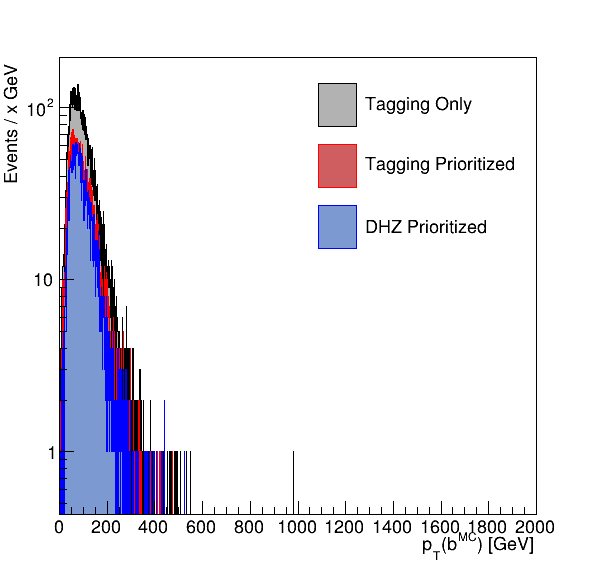 Events / x GeV
10²
10
1
Tagging Only
Tagging Prioritized
DHZ Prioritized
0 200 400 600 800 1000 1200 1400 1600 1800 2000
p_T(b^MC) [GeV]